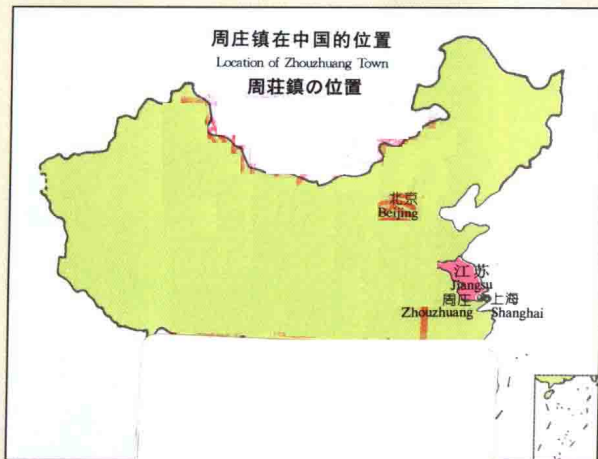 周庄镇在中国的位置
Location of Zhouzhuang Town
周荘鎮の位置
北京
Beijing
江苏
Jiangsu
周庄 上海
Zhouzhuang Shanghai